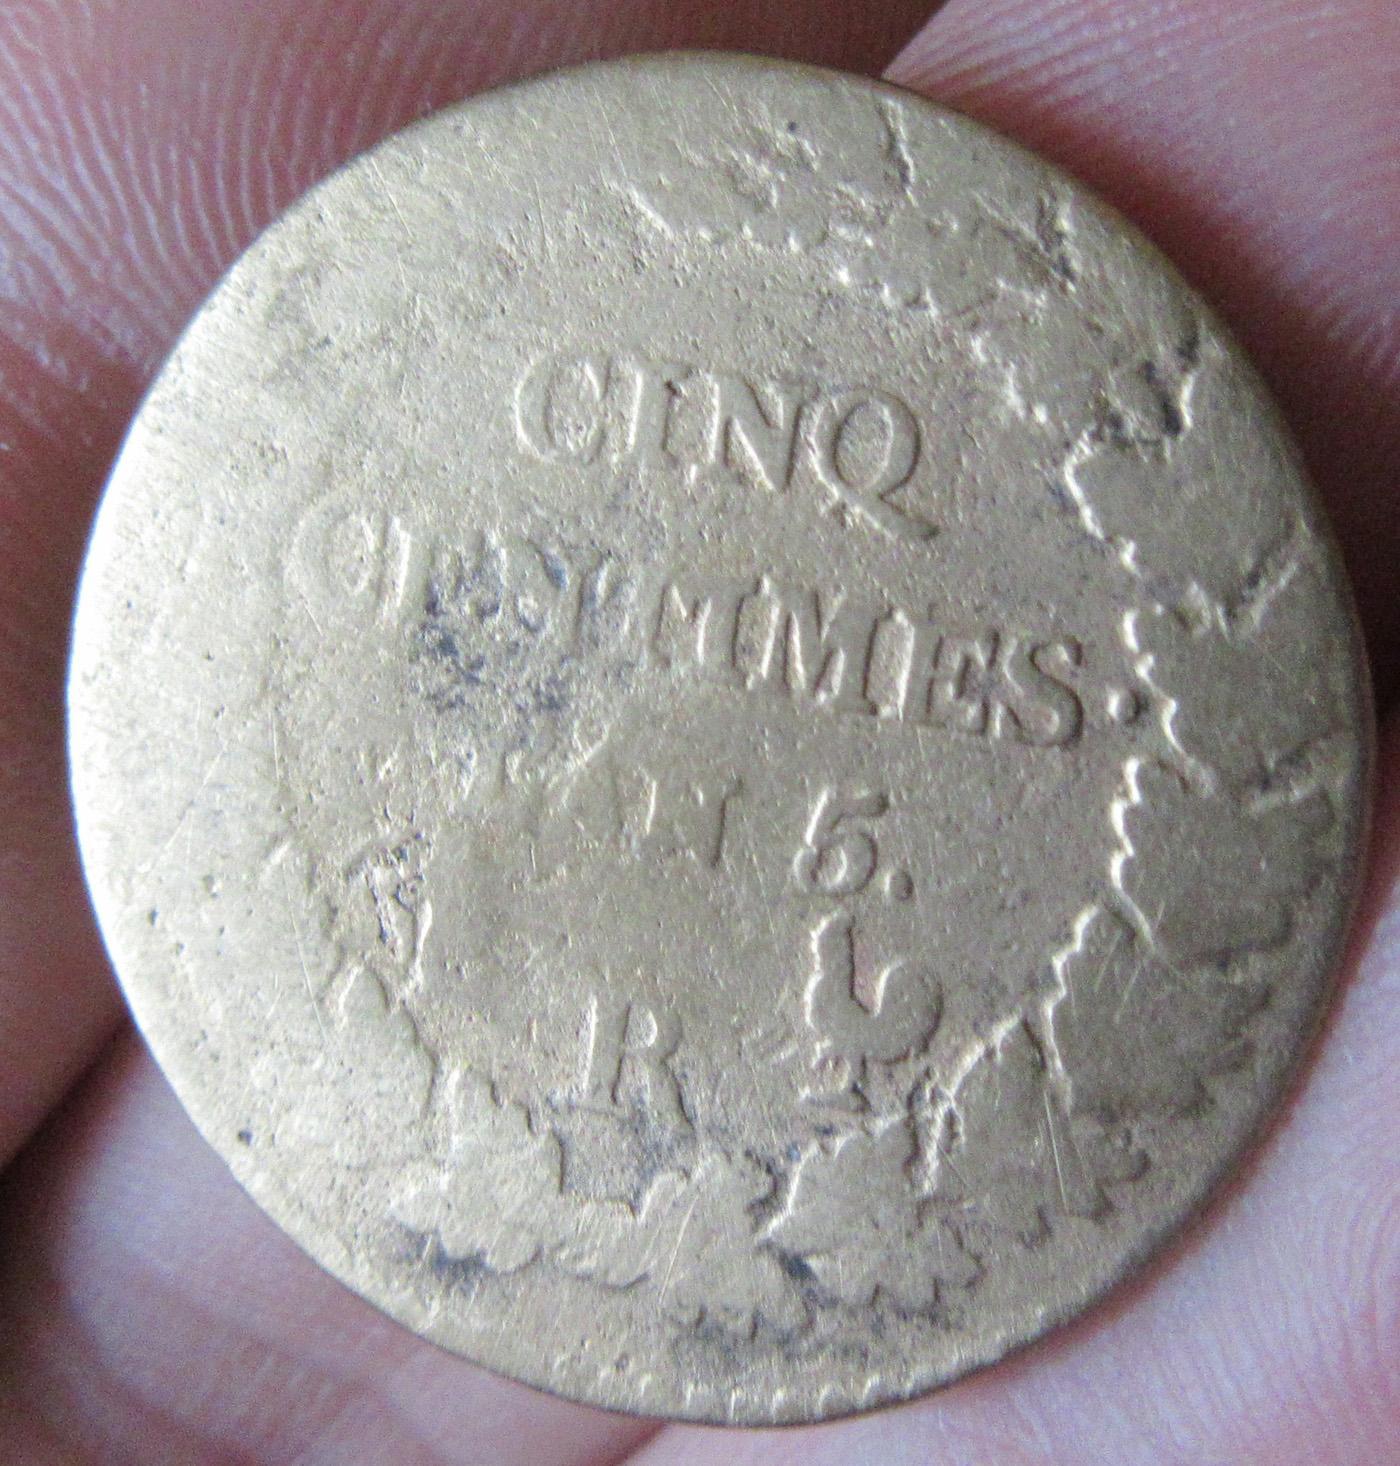 CINQ
CENTIMES.
L'AN 5.
R